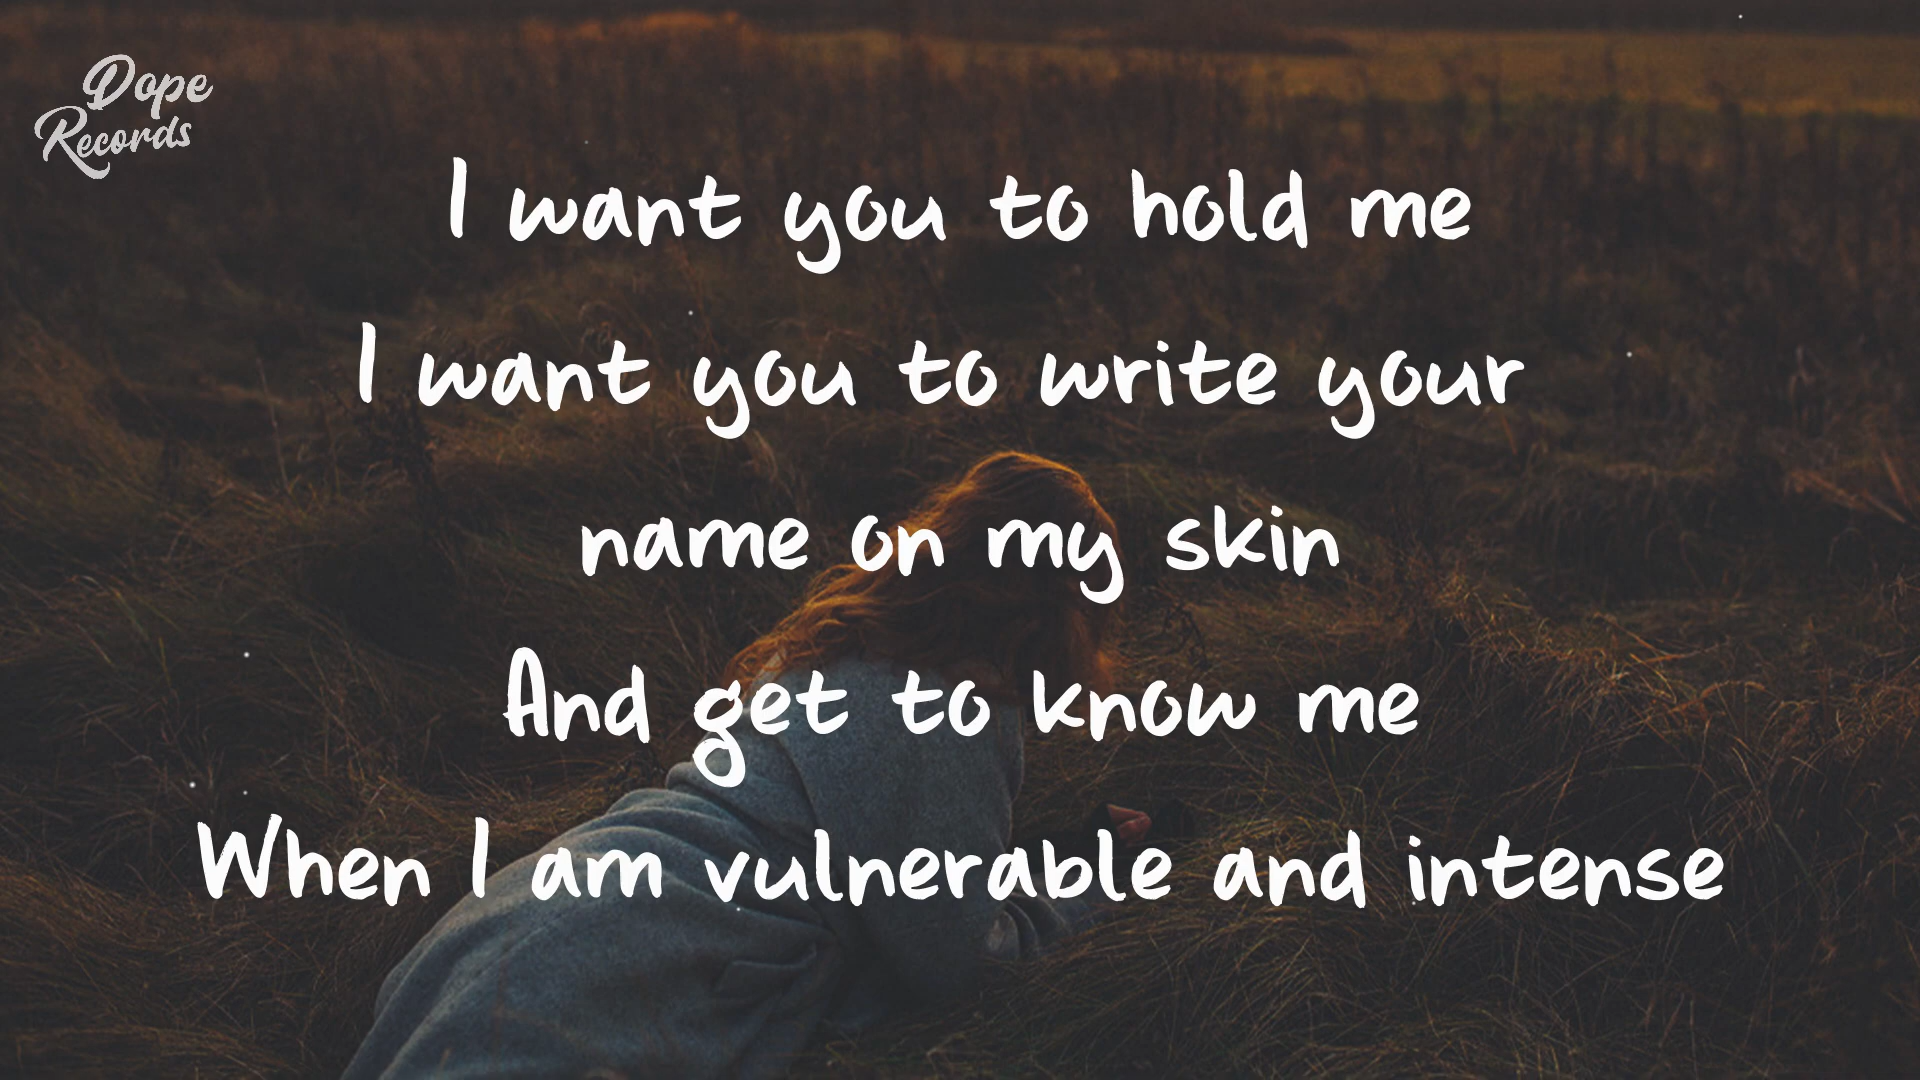 Dope
Records
I want you to hold me
I want you to write your
name on my skin
And get to know me
When I am vulnerable and intense